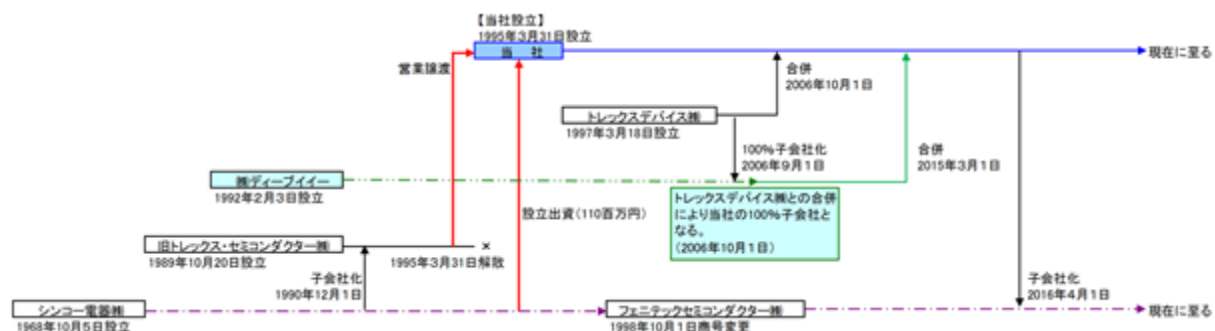 【当社設立】
1995年3月31日設立
当　社
現在に至る
営業譲渡
合併
2006年10月1日
トレックスデバイス㈱
1997年3月18日設立
100%子会社化
2006年9月1日
合併
2015年3月1日
㈱ディーブイイー
1992年2月3日設立
トレックスデバイス㈱との合併
により当社の100%子会社と
なる。
(2006年10月1日)
設立出資(110百万円)
旧トレックス・セミコンダクター㈱
1989年10月20日設立
×
1995年3月31日解散
子会社化
1990年12月1日
子会社化
2016年4月1日
シンコー電器㈱
1968年10月5日設立
フェニテックセミコンダクター㈱
1998年10月1日商号変更
現在に至る